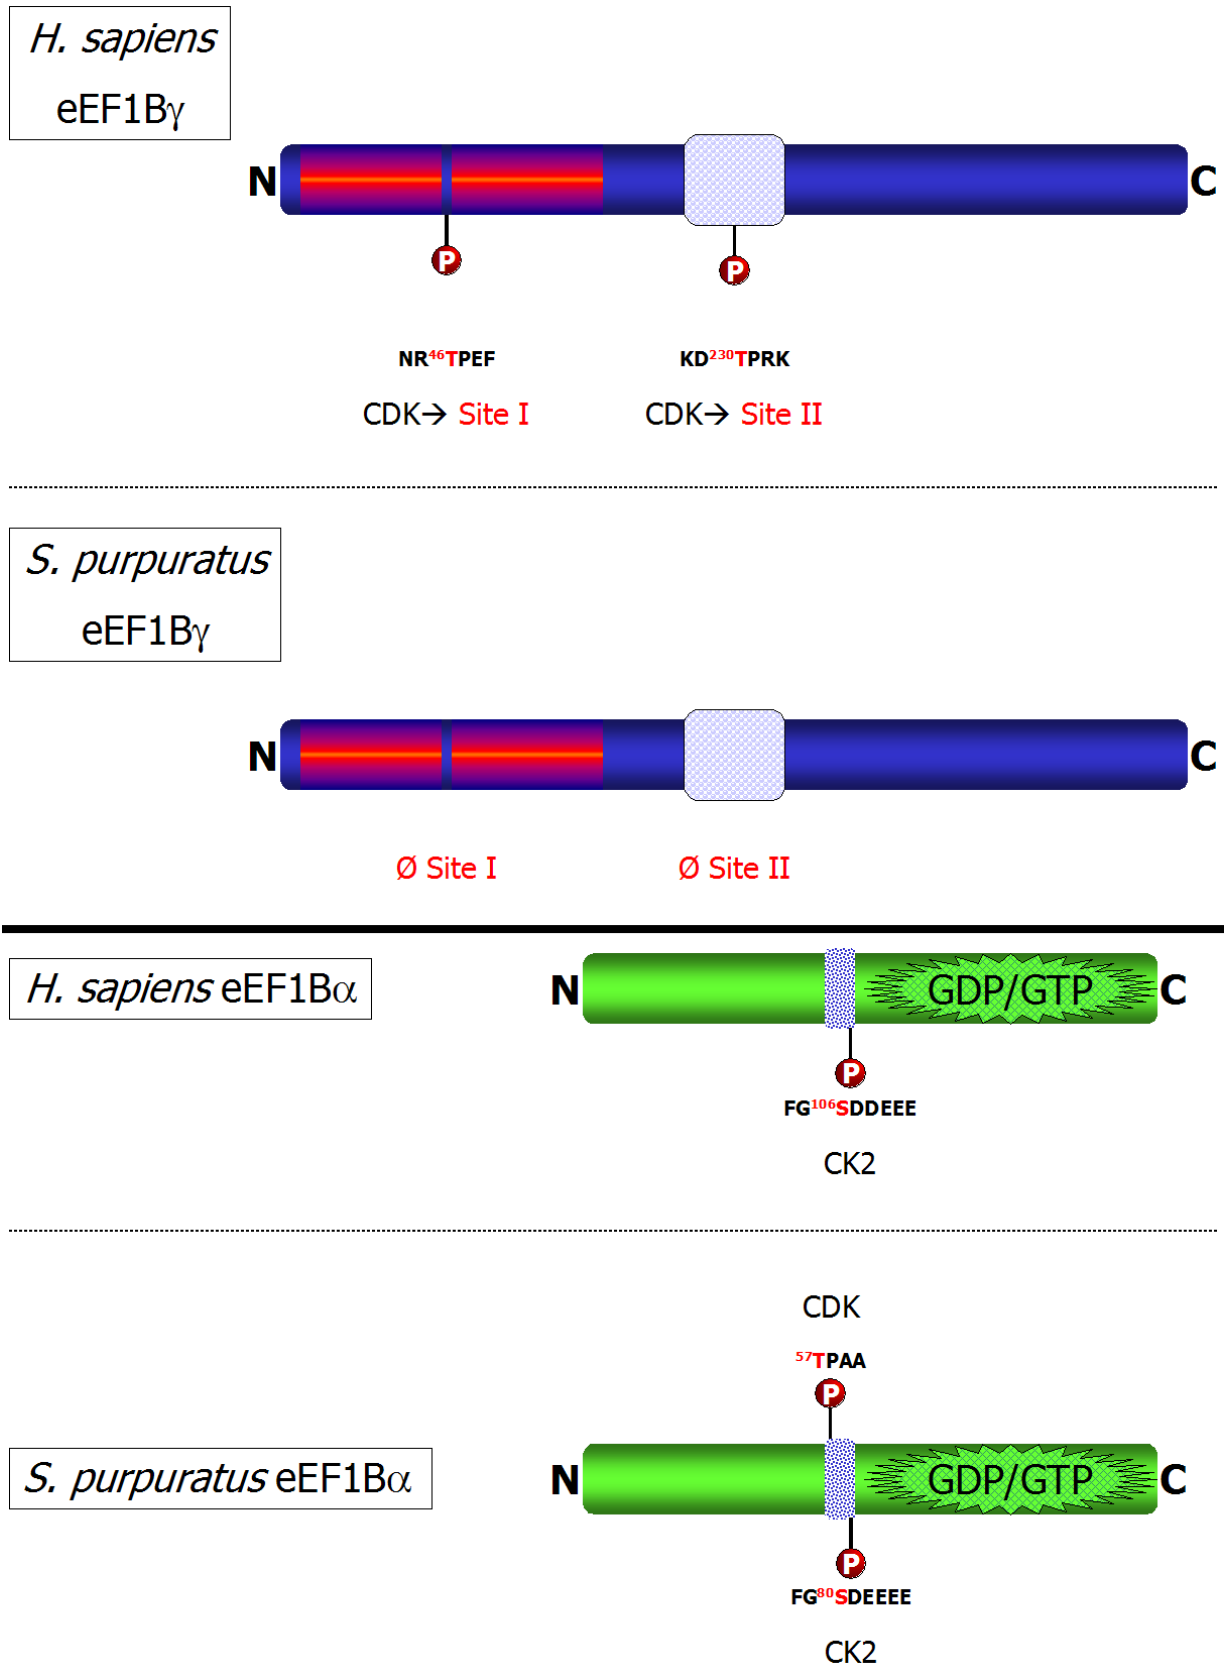 H. sapiens
eEF1Bγ
N C
P P
NR⁴⁶TPEF KD²³⁰TPRK
CDK→ Site I CDK→ Site II
S. purpuratus
eEF1Bγ
N C
Ø Site I Ø Site II
H. sapiens eEF1Bα N GDP/GTP C
P
FG¹⁰⁶SDDEEE
CK2
CDK
⁵⁷TPAA
P
S. purpuratus eEF1Bα N GDP/GTP C
P
FG⁸⁰SDEEEE
CK2